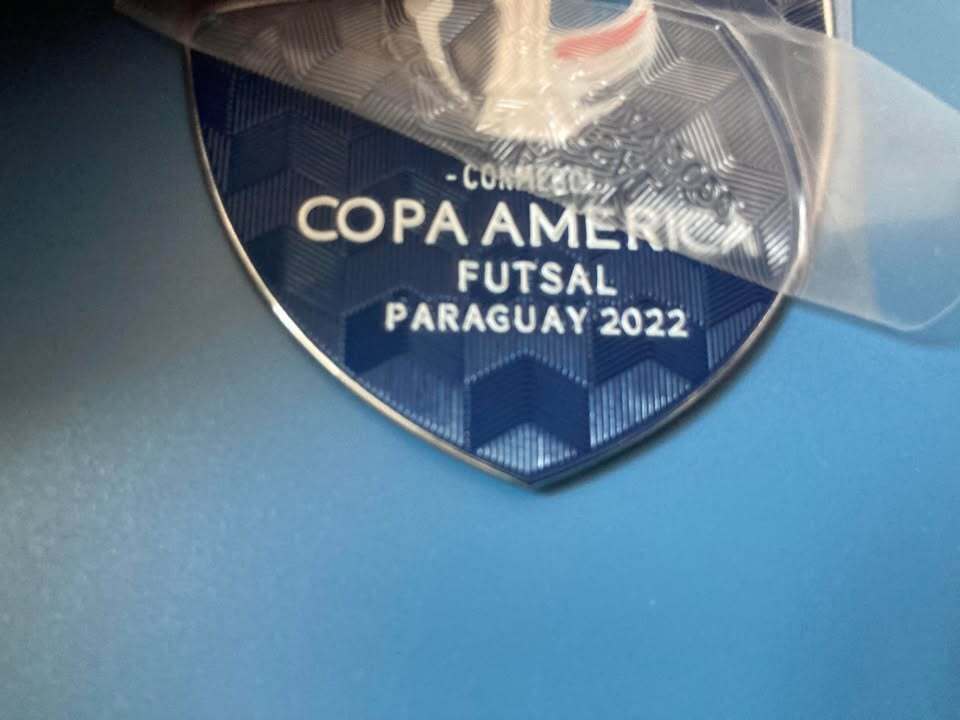 -CONMEBOL
COPA AMERICA
FUTSAL
PARAGUAY 2022